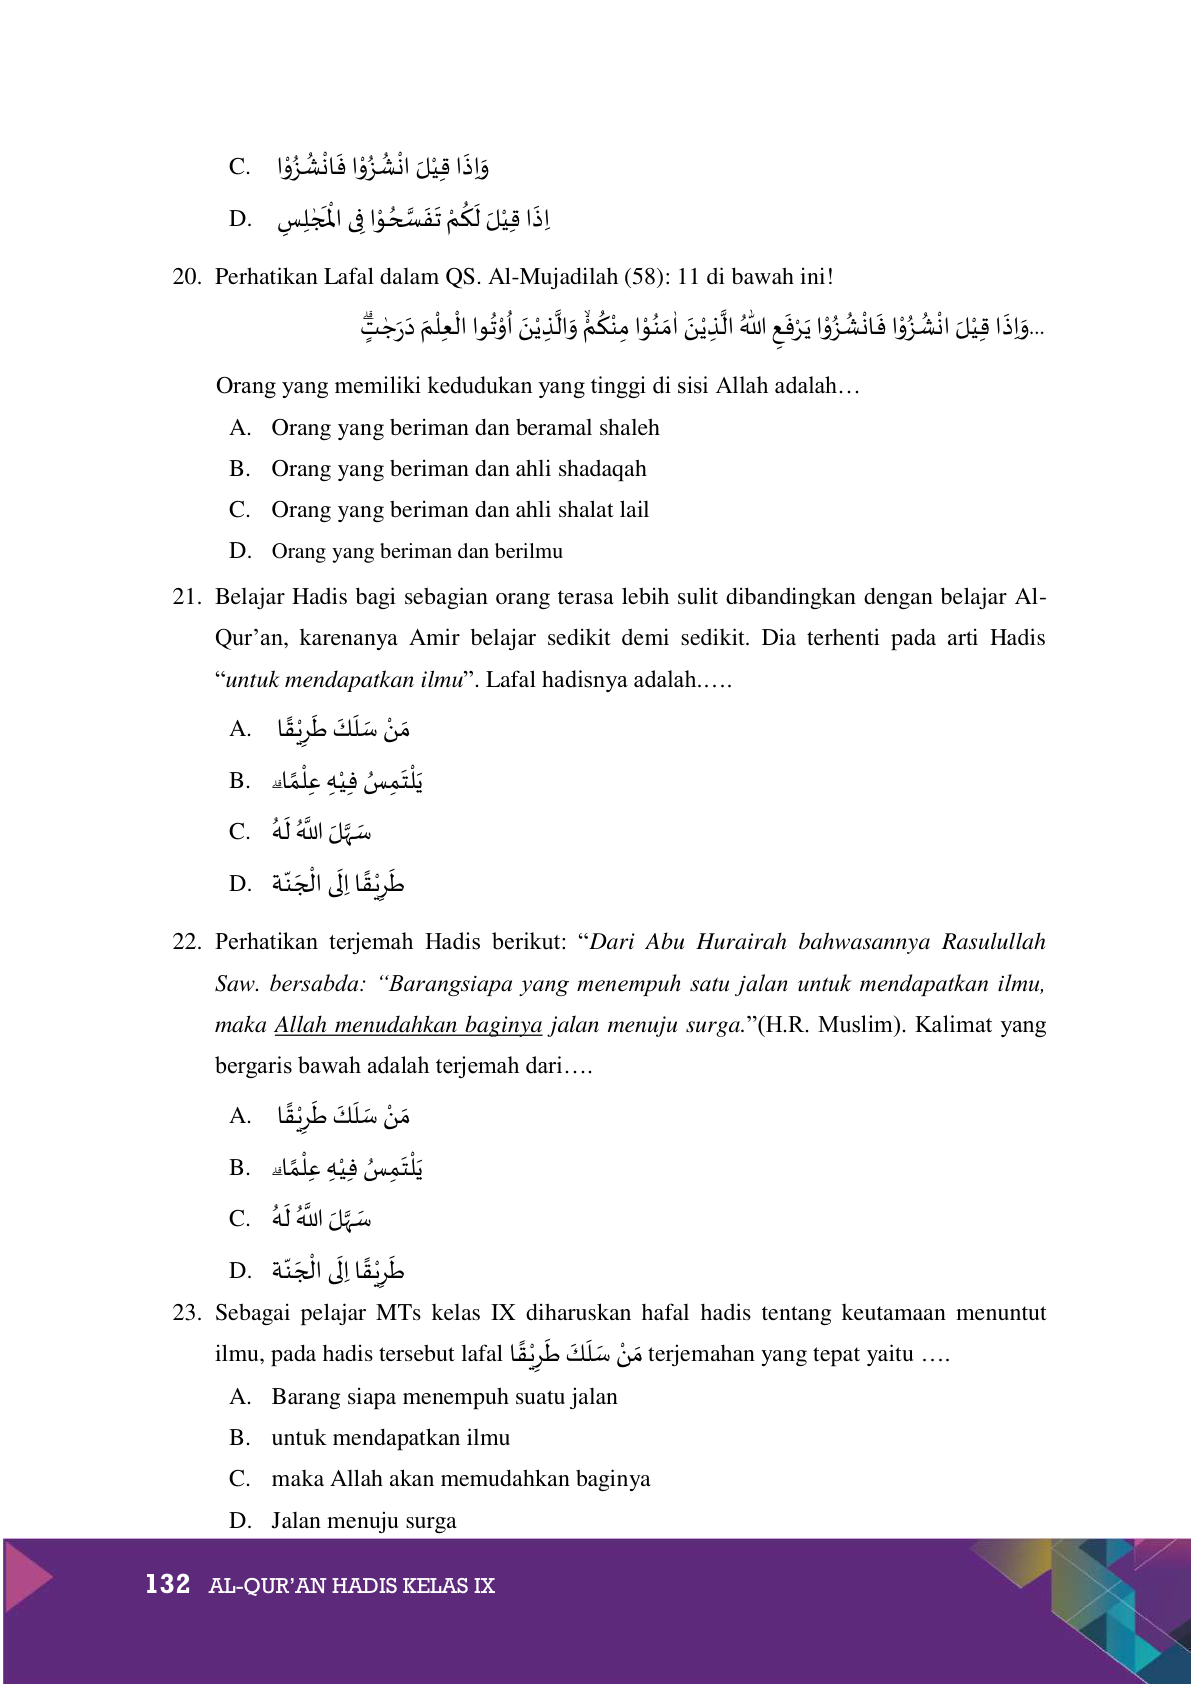 C. وَاِذَا قِيْلَ انْشُزُوْا فَانْشُزُوْا
D. اِذَا قِيْلَ لَكُمْ تَفَسَّحُوْا فِى الْمَجٰلِسِ
20. Perhatikan Lafal dalam QS. Al-Mujadilah (58): 11 di bawah ini!
...وَاِذَا قِيْلَ انْشُزُوْا فَانْشُزُوْا يَرْفَعِ اللّٰهُ الَّذِيْنَ اٰمَنُوْا مِنْكُمْۙ وَالَّذِيْنَ اُوْتُوا الْعِلْمَ دَرَجٰتٍۗ
Orang yang memiliki kedudukan yang tinggi di sisi Allah adalah…
A. Orang yang beriman dan beramal shaleh
B. Orang yang beriman dan ahli shadaqah
C. Orang yang beriman dan ahli shalat lail
D. Orang yang beriman dan berilmu
21. Belajar Hadis bagi sebagian orang terasa lebih sulit dibandingkan dengan belajar Al-
Qur’an, karenanya Amir belajar sedikit demi sedikit. Dia terhenti pada arti Hadis
“untuk mendapatkan ilmu”. Lafal hadisnya adalah.….
A. مَنْ سَلَكَ طَرِيْقًا
B. يَلْتَمِسُ فِيْهِ عِلْمًاۗ
C. سَهَّلَ اللَّهُ لَهُ
D. طَرِيْقًا اِلَى الْجَنّة
22. Perhatikan terjemah Hadis berikut: “Dari Abu Hurairah bahwasannya Rasulullah
Saw. bersabda: “Barangsiapa yang menempuh satu jalan untuk mendapatkan ilmu,
maka Allah menudahkan baginya jalan menuju surga.”(H.R. Muslim). Kalimat yang
bergaris bawah adalah terjemah dari….
A. مَنْ سَلَكَ طَرِيْقًا
B. يَلْتَمِسُ فِيْهِ عِلْمًاۗ
C. سَهَّلَ اللَّهُ لَهُ
D. طَرِيْقًا اِلَى الْجَنّة
23. Sebagai pelajar MTs kelas IX diharuskan hafal hadis tentang keutamaan menuntut
ilmu, pada hadis tersebut lafal مَنْ سَلَكَ طَرِيْقًا terjemahan yang tepat yaitu ….
A. Barang siapa menempuh suatu jalan
B. untuk mendapatkan ilmu
C. maka Allah akan memudahkan baginya
D. Jalan menuju surga
132 AL-QUR’AN HADIS KELAS IX